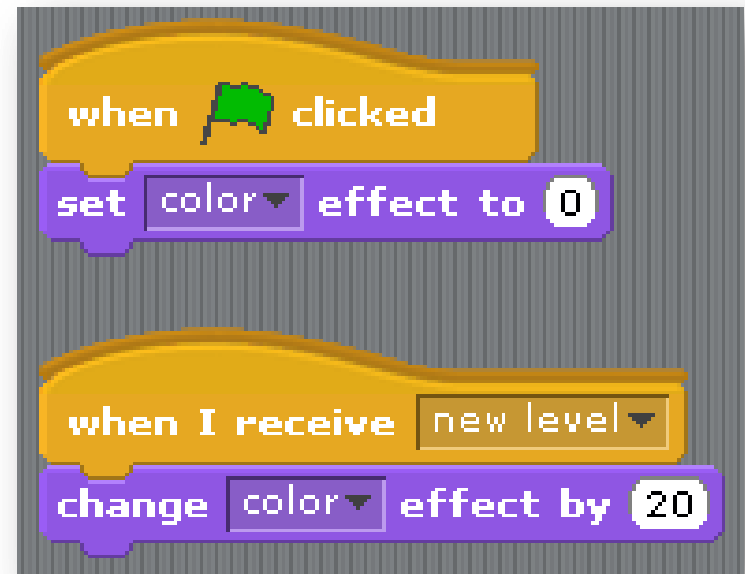 when clicked
set color effect to 0
when I receive new level
change color effect by 20